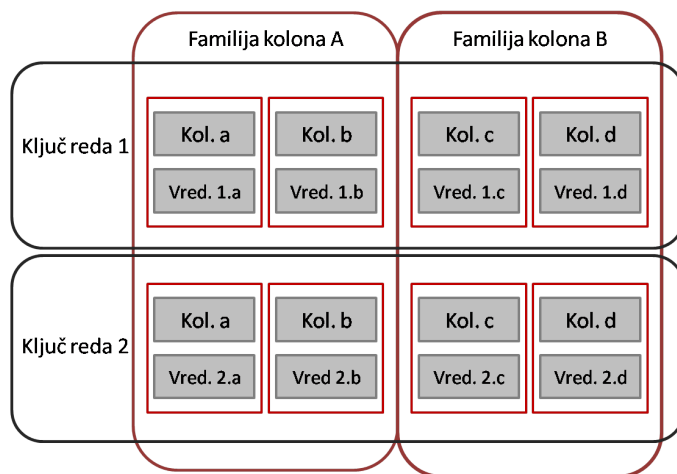 Familija kolona A
Familija kolona B
Ključ reda 1
Kol. a
Kol. b
Kol. c
Kol. d
Vred. 1.a
Vred. 1.b
Vred. 1.c
Vred. 1.d
Ključ reda 2
Kol. a
Kol. b
Kol. c
Kol. d
Vred. 2.a
Vred 2.b
Vred. 2.c
Vred. 2.d